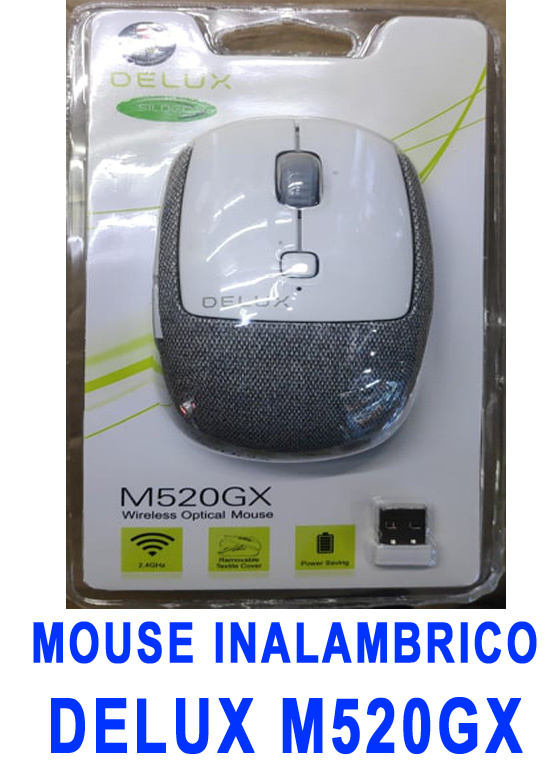 DELUX
DELUX
M520GX
Wireless Optical Mouse
2.4GHz
Removable
Textile Cover
Power Saving
MOUSE INALAMBRICO
DELUX M520GX